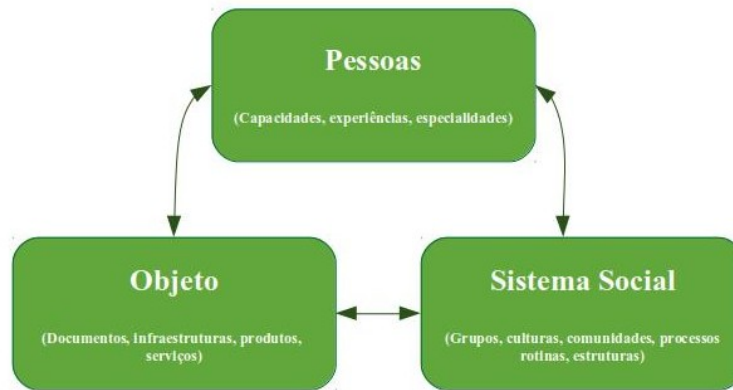 Pessoas
(Capacidades, experiências, especialidades)
Objeto
(Documentos, infraestruturas, produtos,
serviços)
Sistema Social
(Grupos, culturas, comunidades, processos
rotinas, estruturas)